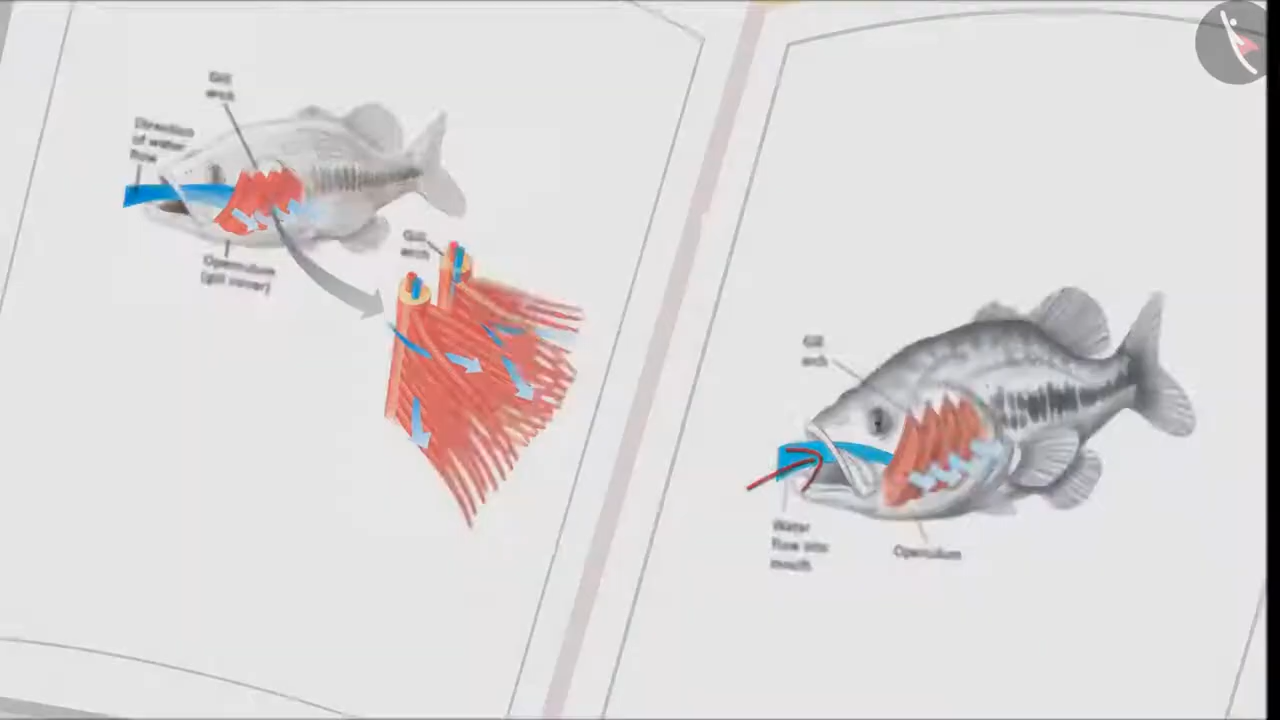 Gill
arch
Direction
of water
flow
Operculum
(gill cover)
Gill
arch
Gill
arch
Water
flow into
mouth
Operculum